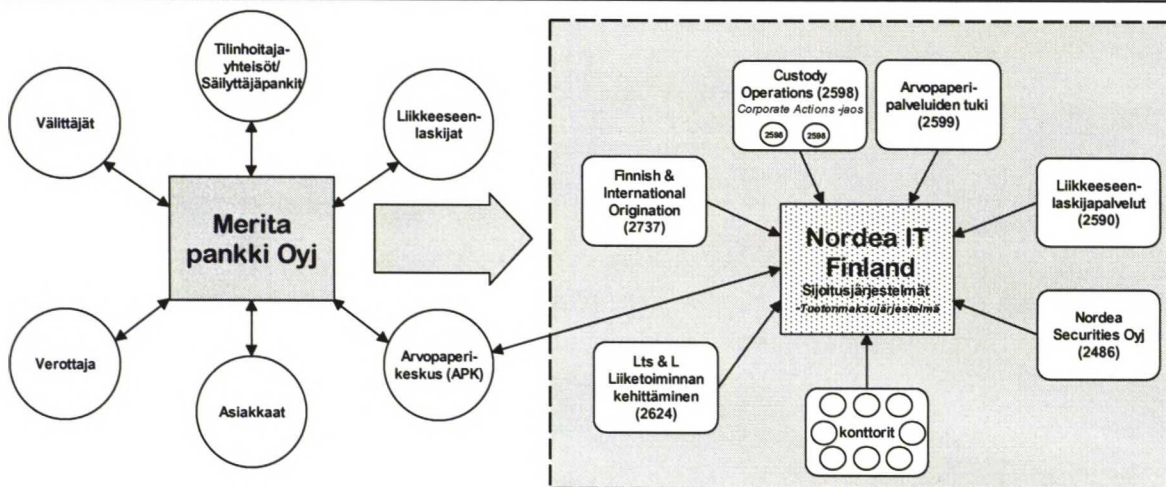 Tilinhoitaja-
yhteisöt/
Säilyttäjäpankit
Välittäjät
Liikkeeseen-
laskijat
Merita
pankki Oyj
Verottaja
Asiakkaat
Arvopaperi-
keskus (APK)
Custody
Operations (2598)
Corporate Actions -jaos
2598
2598
Arvopaperi-
palveluiden tuki
(2599)
Finnish &
International
Origination
(2737)
Liikkeeseen-
laskijapalvelut
(2590)
Nordea IT
Finland
Sijoitusjärjestelmät
-Tuotonmaksujärjestelmä
Nordea
Securities Oyj
(2486)
Lts & L
Liiketoiminnan
kehittäminen
(2624)
konttorit